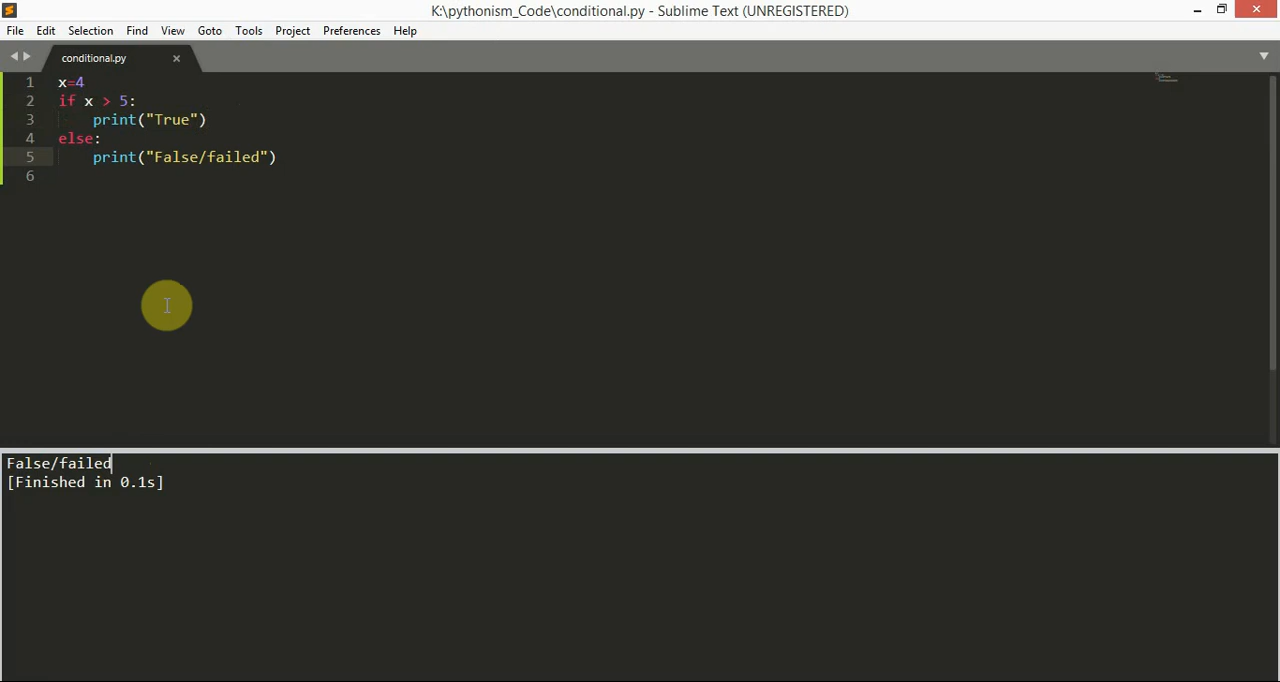 K:\pythonism_Code\conditional.py - Sublime Text (UNREGISTERED)
File Edit Selection Find View Goto Tools Project Preferences Help
conditional.py
1 x=4
2 if x > 5:
3     print("True")
4 else:
5     print("False/failed")
6
False/failed
[Finished in 0.1s]